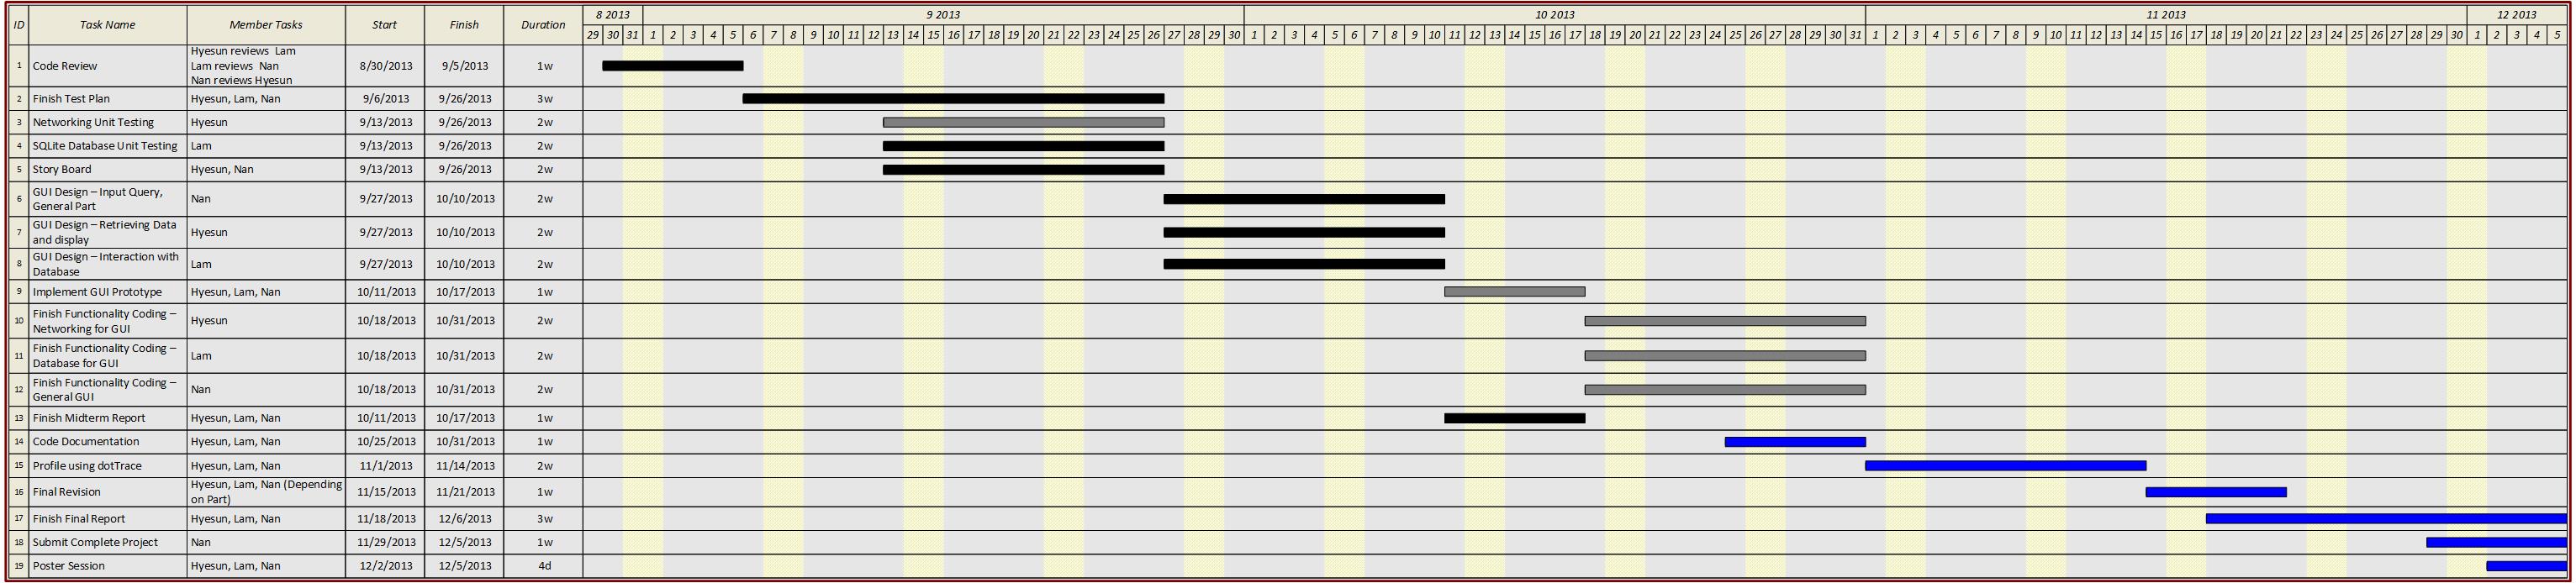 ID Task Name Member Tasks Start Finish Duration 8 2013 9 2013 10 2013 11 2013 12 2013
29 30 31 1 2 3 4 5 6 7 8 9 10 11 12 13 14 15 16 17 18 19 20 21 22 23 24 25 26 27 28 29 30 1 2 3 4 5 6 7 8 9 10 11 12 13 14 15 16 17 18 19 20 21 22 23 24 25 26 27 28 29 30 31 1 2 3 4 5 6 7 8 9 10 11 12 13 14 15 16 17 18 19 20 21 22 23 24 25 26 27 28 29 30 1 2 3 4 5
1 Code Review
Hyesun reviews Lam
Lam reviews Nan
Nan reviews Hyesun
8/30/2013 9/5/2013 1w
2 Finish Test Plan Hyesun, Lam, Nan 9/6/2013 9/26/2013 3w
3 Networking Unit Testing Hyesun 9/13/2013 9/26/2013 2w
4 SQLite Database Unit Testing Lam 9/13/2013 9/26/2013 2w
5 Story Board Hyesun, Nan 9/13/2013 9/26/2013 2w
6 GUI Design – Input Query,
General Part
Nan 9/27/2013 10/10/2013 2w
7 GUI Design – Retrieving Data
and display
Hyesun 9/27/2013 10/10/2013 2w
8 GUI Design – Interaction with
Database
Lam 9/27/2013 10/10/2013 2w
9 Implement GUI Prototype Hyesun, Lam, Nan 10/11/2013 10/17/2013 1w
10 Finish Functionality Coding –
Networking for GUI
Hyesun 10/18/2013 10/31/2013 2w
11 Finish Functionality Coding –
Database for GUI
Lam 10/18/2013 10/31/2013 2w
12 Finish Functionality Coding –
General GUI
Nan 10/18/2013 10/31/2013 2w
13 Finish Midterm Report Hyesun, Lam, Nan 10/11/2013 10/17/2013 1w
14 Code Documentation Hyesun, Lam, Nan 10/25/2013 10/31/2013 1w
15 Profile using dotTrace Hyesun, Lam, Nan 11/1/2013 11/14/2013 2w
16 Final Revision
Hyesun, Lam, Nan (Depending
on Part)
11/15/2013 11/21/2013 1w
17 Finish Final Report Hyesun, Lam, Nan 11/18/2013 12/6/2013 3w
18 Submit Complete Project Nan 11/29/2013 12/5/2013 1w
19 Poster Session Hyesun, Lam, Nan 12/2/2013 12/5/2013 4d